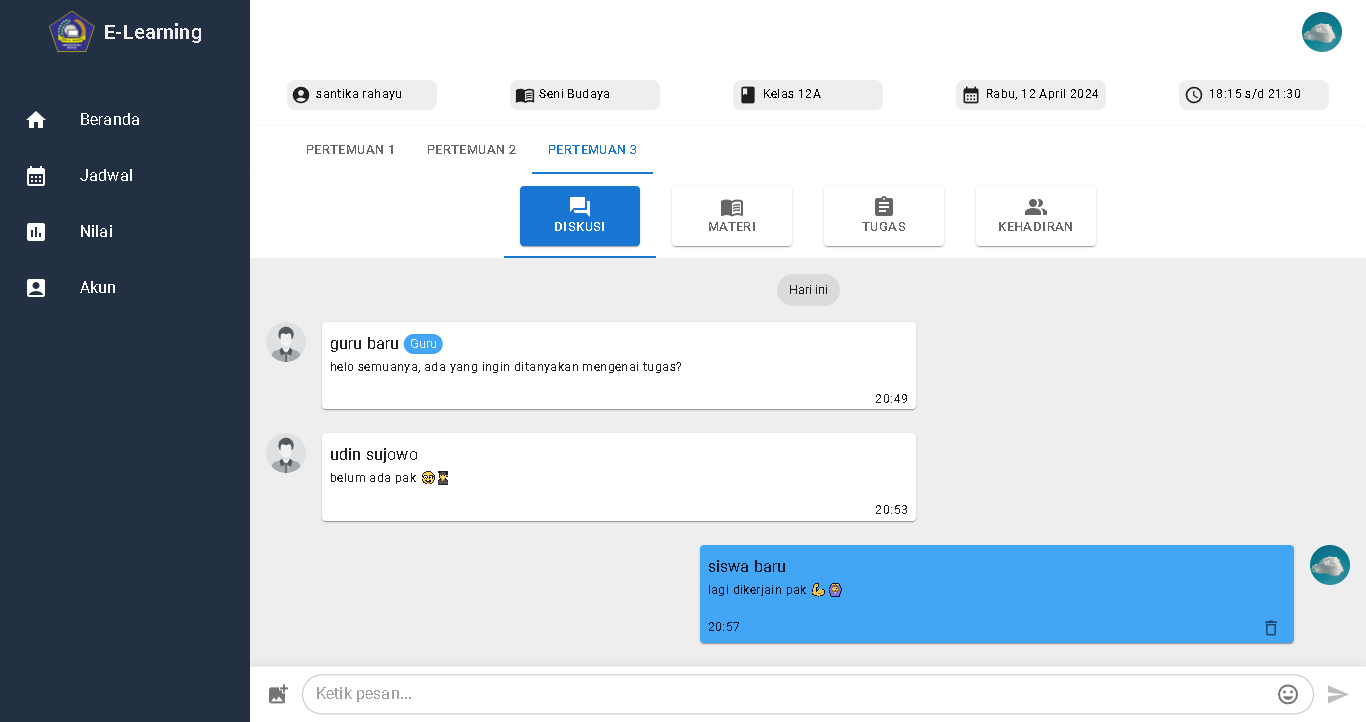 E-Learning
Beranda
Jadwal
Nilai
Akun
santika rahayu
Seni Budaya
Kelas 12A
Rabu, 12 April 2024
18:15 s/d 21:30
PERTEMUAN 1
PERTEMUAN 2
PERTEMUAN 3
DISKUSI
MATERI
TUGAS
KEHADIRAN
Hari ini
guru baru Guru
helo semuanya, ada yang ingin ditanyakan mengenai tugas?
20:49
udin sujowo
belum ada pak 🤓👨‍🎓
20:53
siswa baru
lagi dikerjain pak 💪🙆
20:57
Ketik pesan...